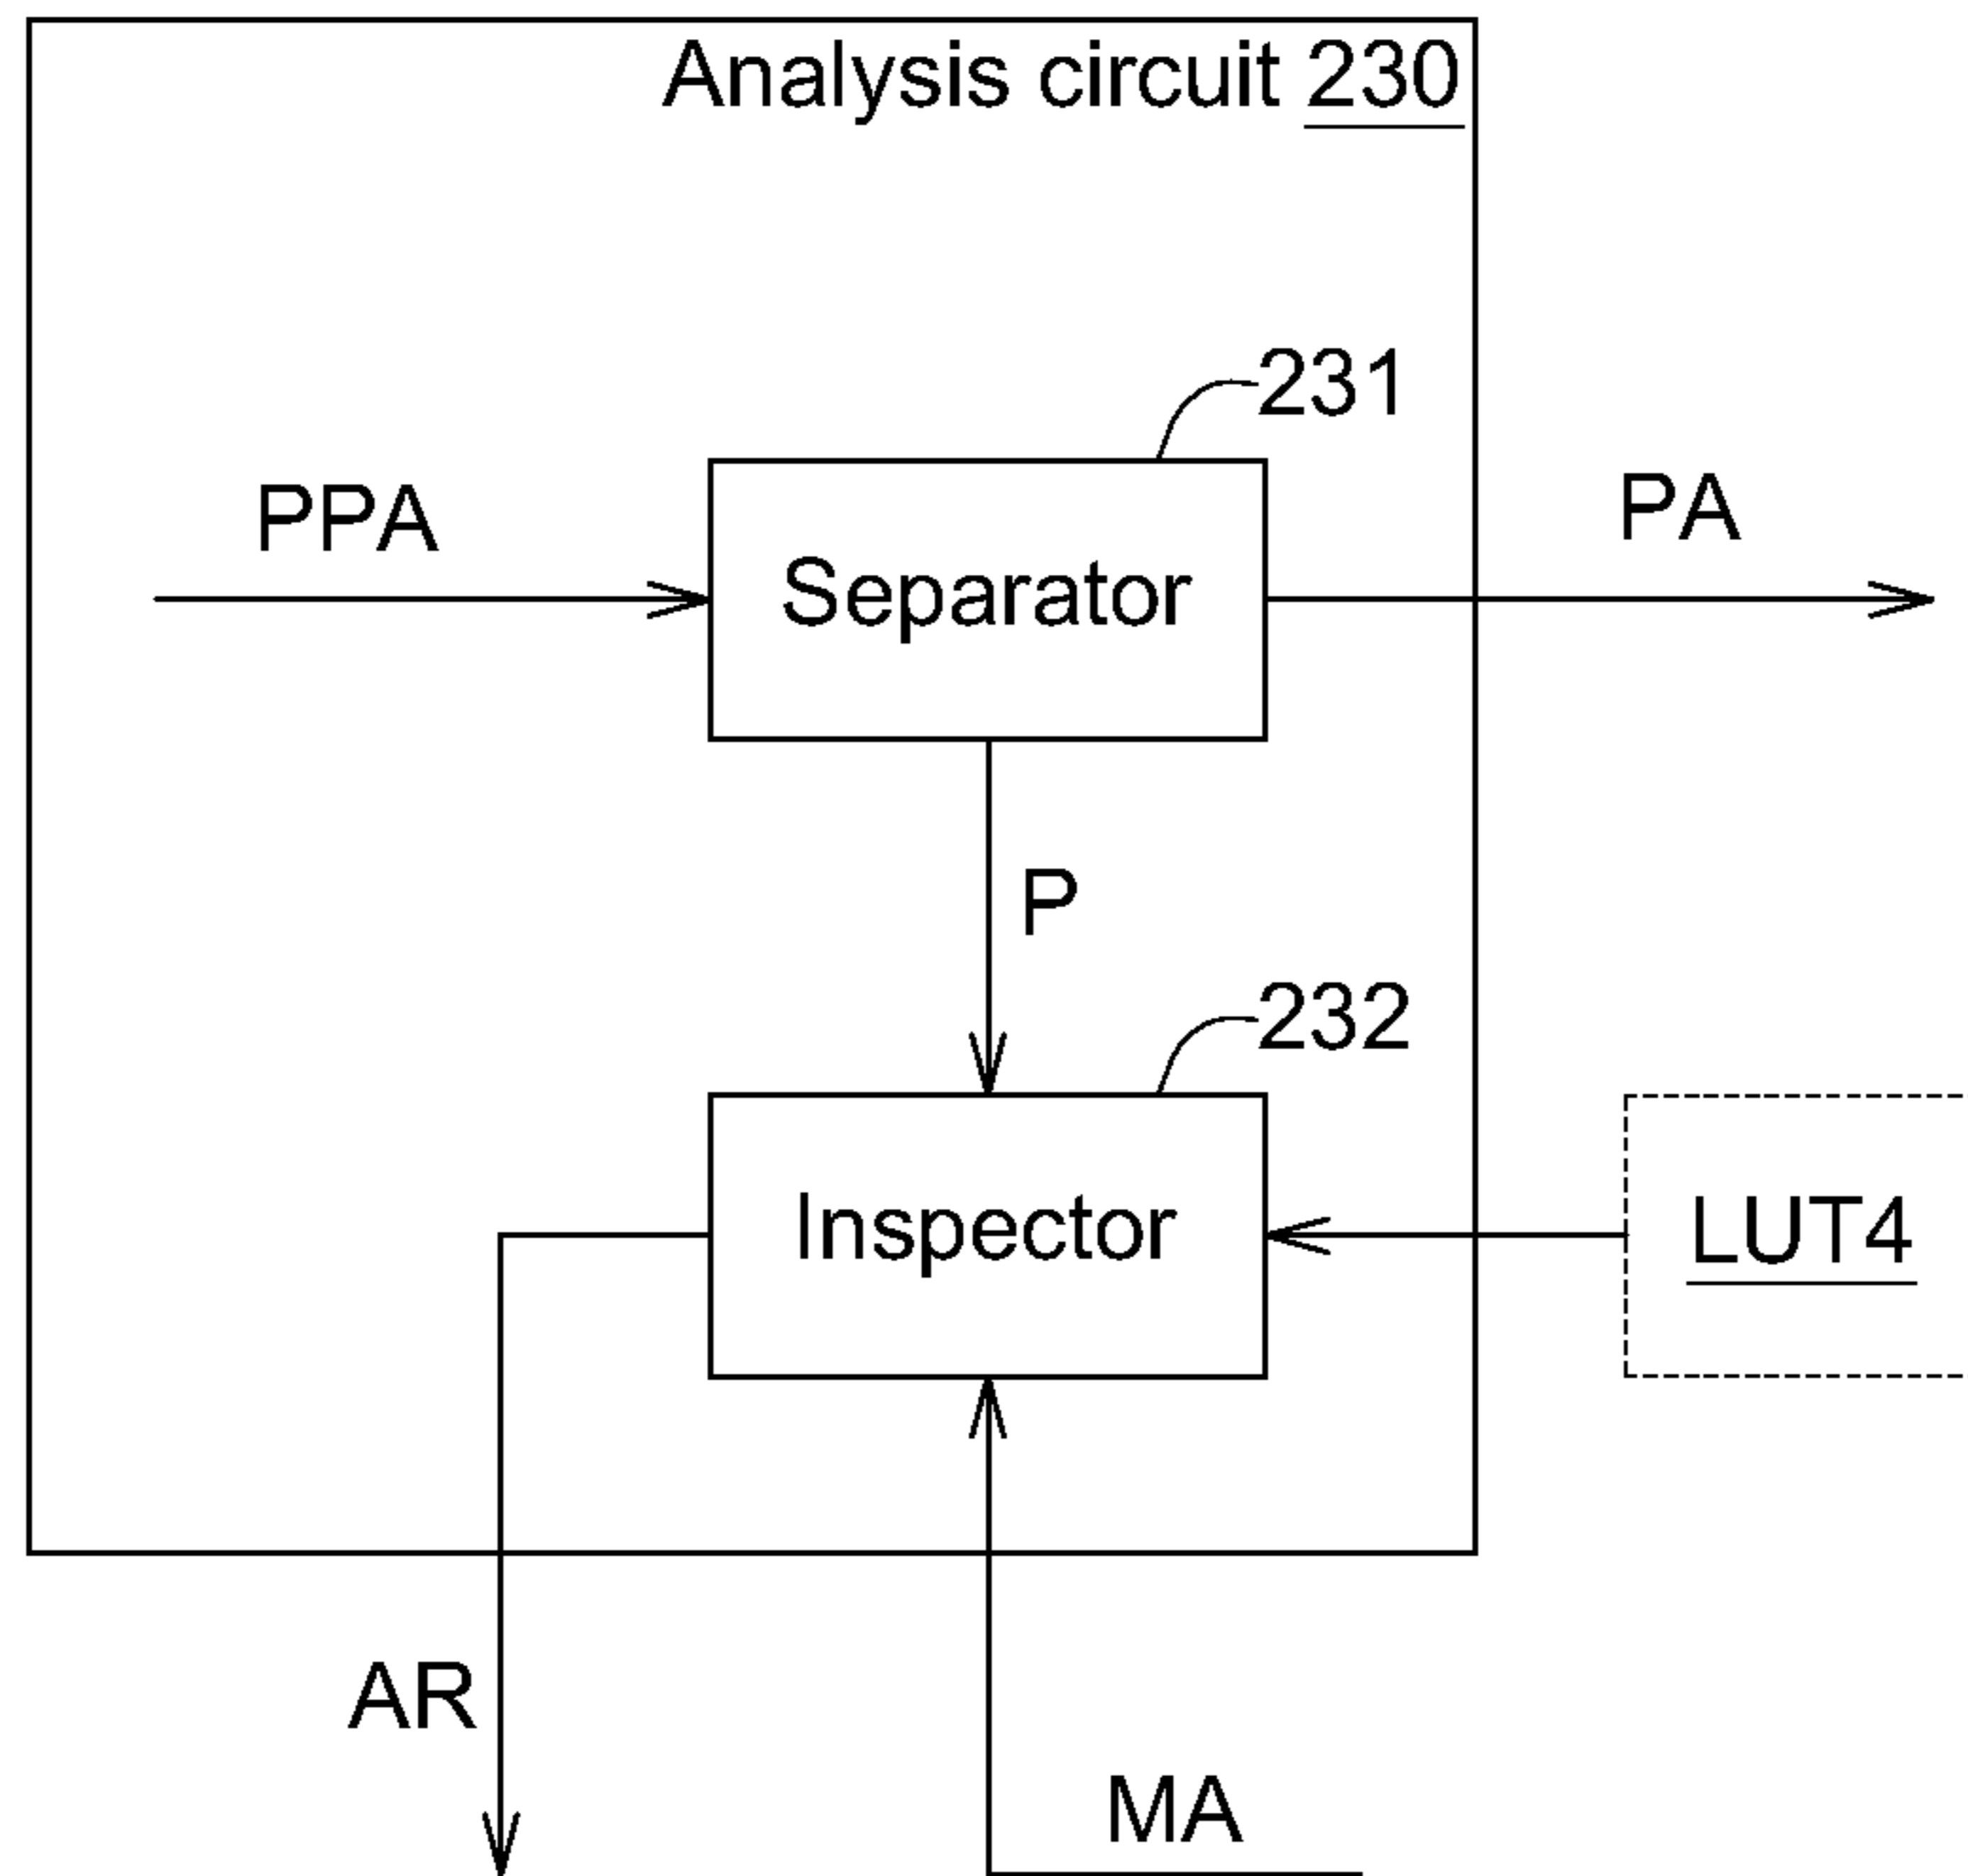 Analysis circuit 230
231
PPA
PA
Separator
P
232
Inspector
LUT4
AR
MA